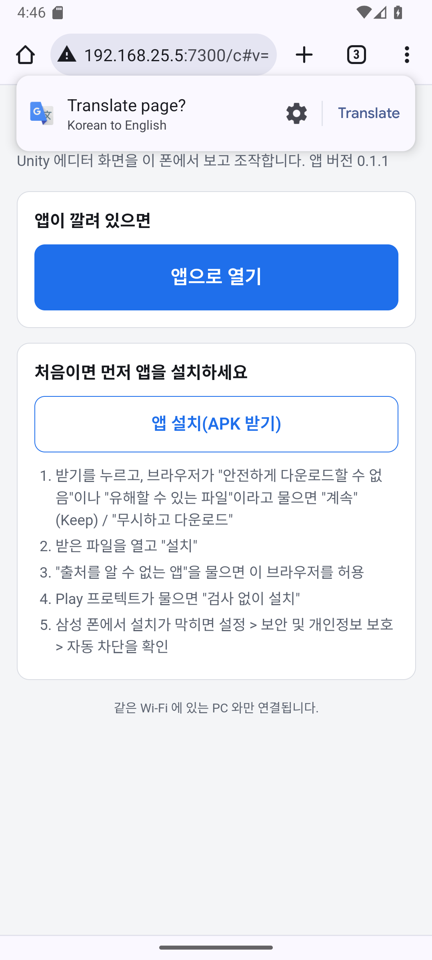 4:46
192.168.25.5:7300/c#v=
3
Translate page?
Korean to English
Translate
Unity 에디터 화면을 이 폰에서 보고 조작합니다. 앱 버전 0.1.1
앱이 깔려 있으면
앱으로 열기
처음이면 먼저 앱을 설치하세요
앱 설치(APK 받기)
1. 받기를 누르고, 브라우저가 "안전하게 다운로드할 수 없
음"이나 "유해할 수 있는 파일"이라고 물으면 "계속"
(Keep) / "무시하고 다운로드"
2. 받은 파일을 열고 "설치"
3. "출처를 알 수 없는 앱"을 물으면 이 브라우저를 허용
4. Play 프로텍트가 물으면 "검사 없이 설치"
5. 삼성 폰에서 설치가 막히면 설정 > 보안 및 개인정보 보호
> 자동 차단을 확인
같은 Wi-Fi 에 있는 PC 와만 연결됩니다.